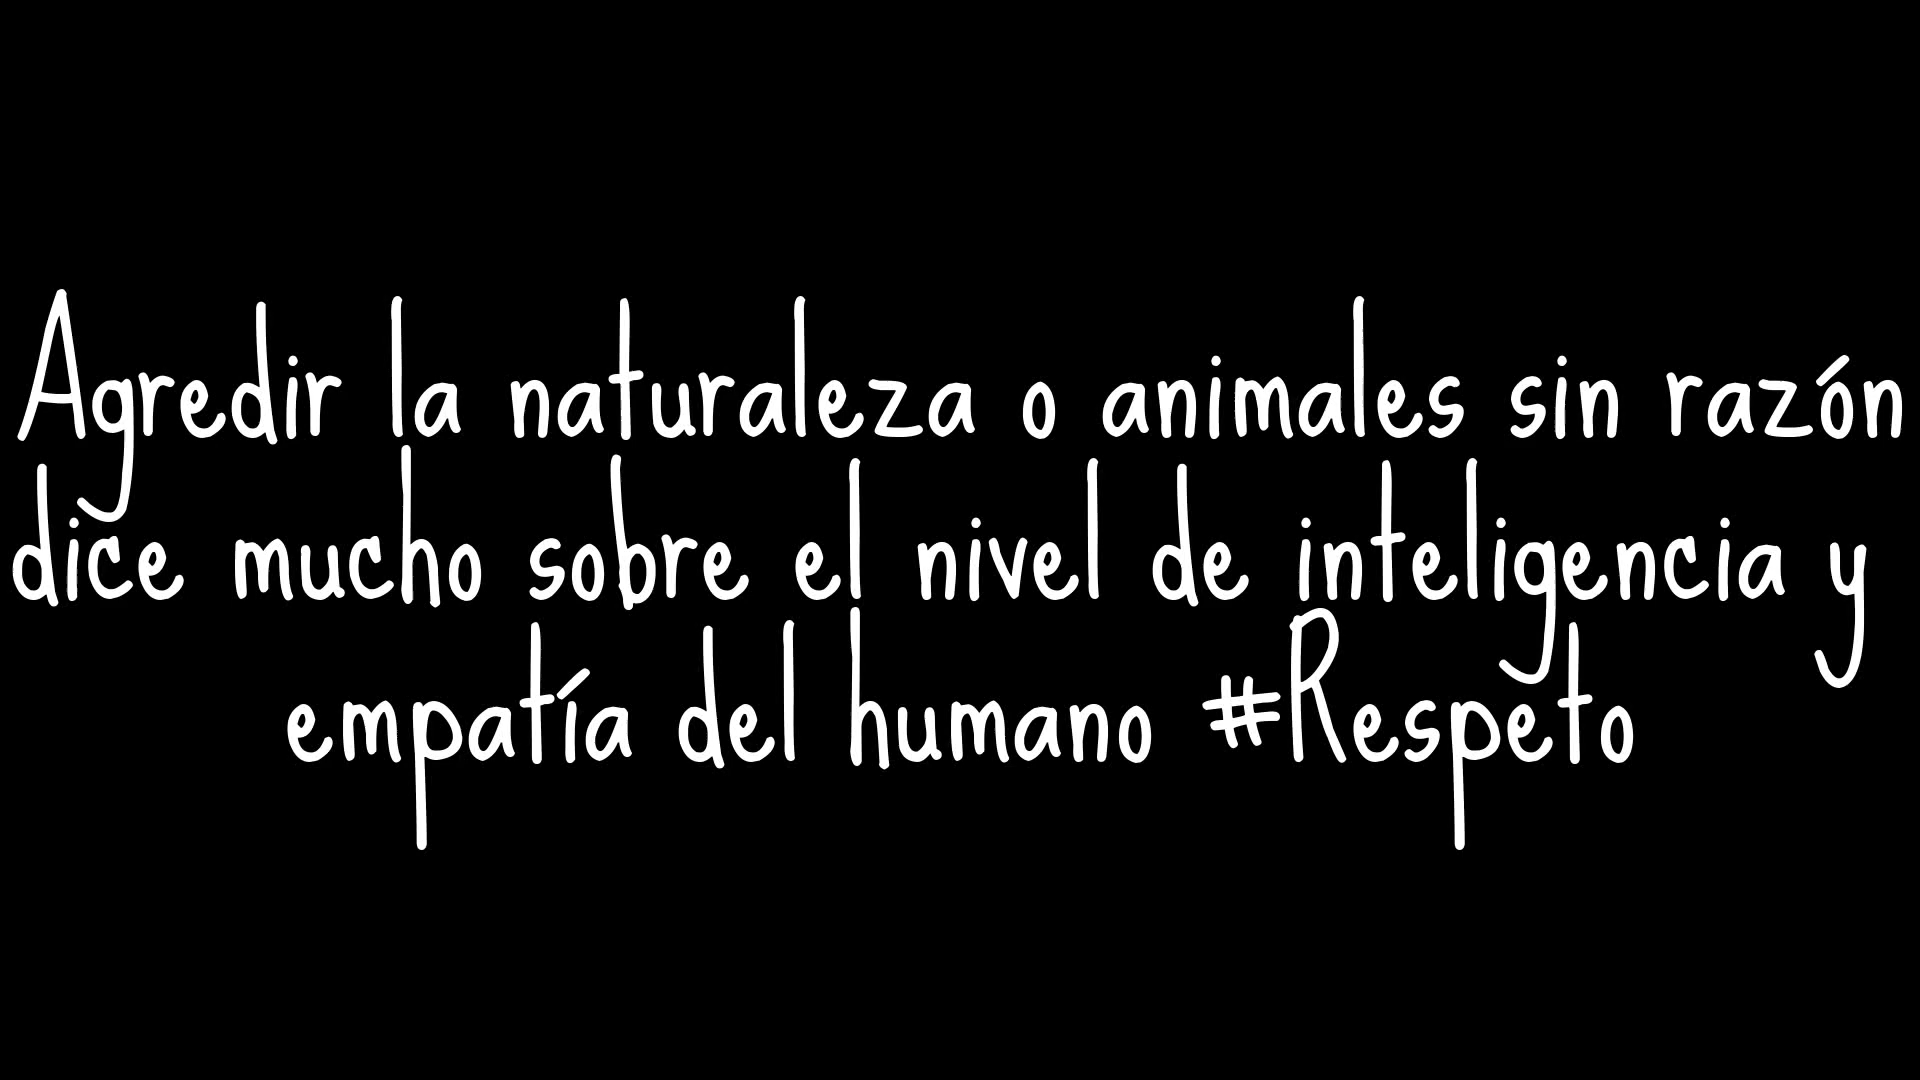 Agredir la naturaleza o animales sin razón
dice mucho sobre el nivel de inteligencia y
empatía del humano #Respeto